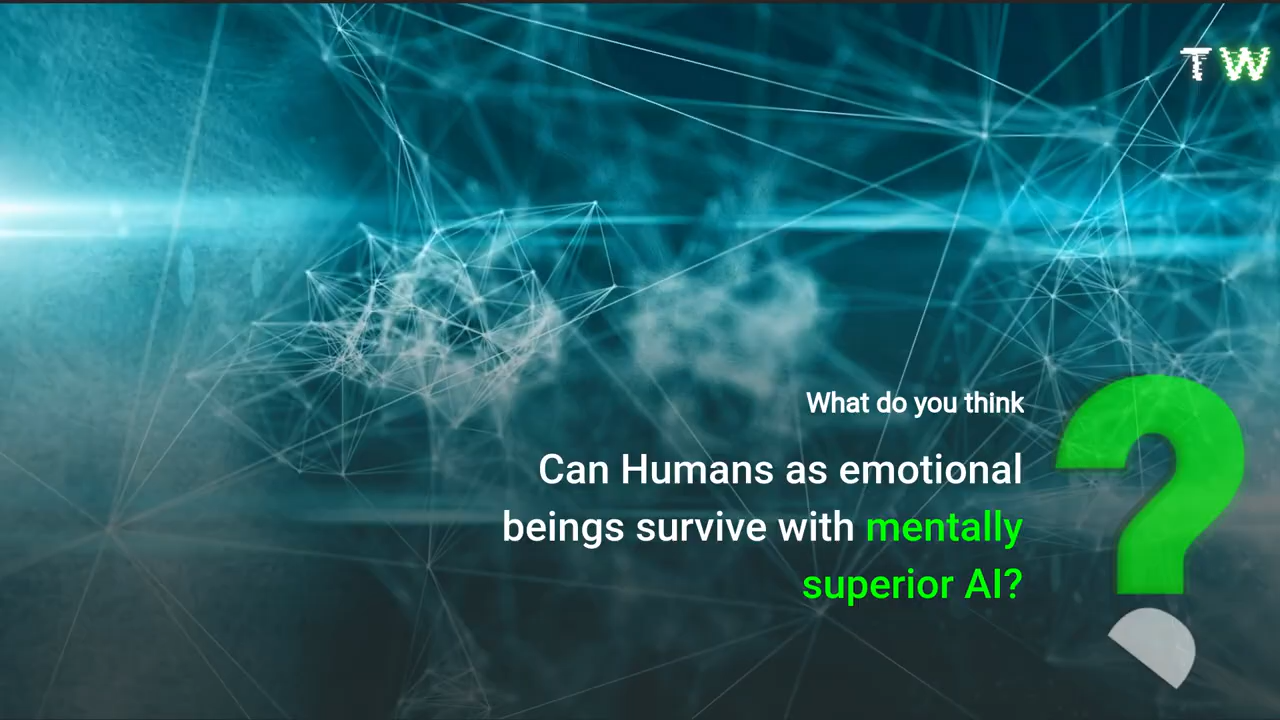 TW
What do you think
Can Humans as emotional
beings survive with mentally
superior AI?
?